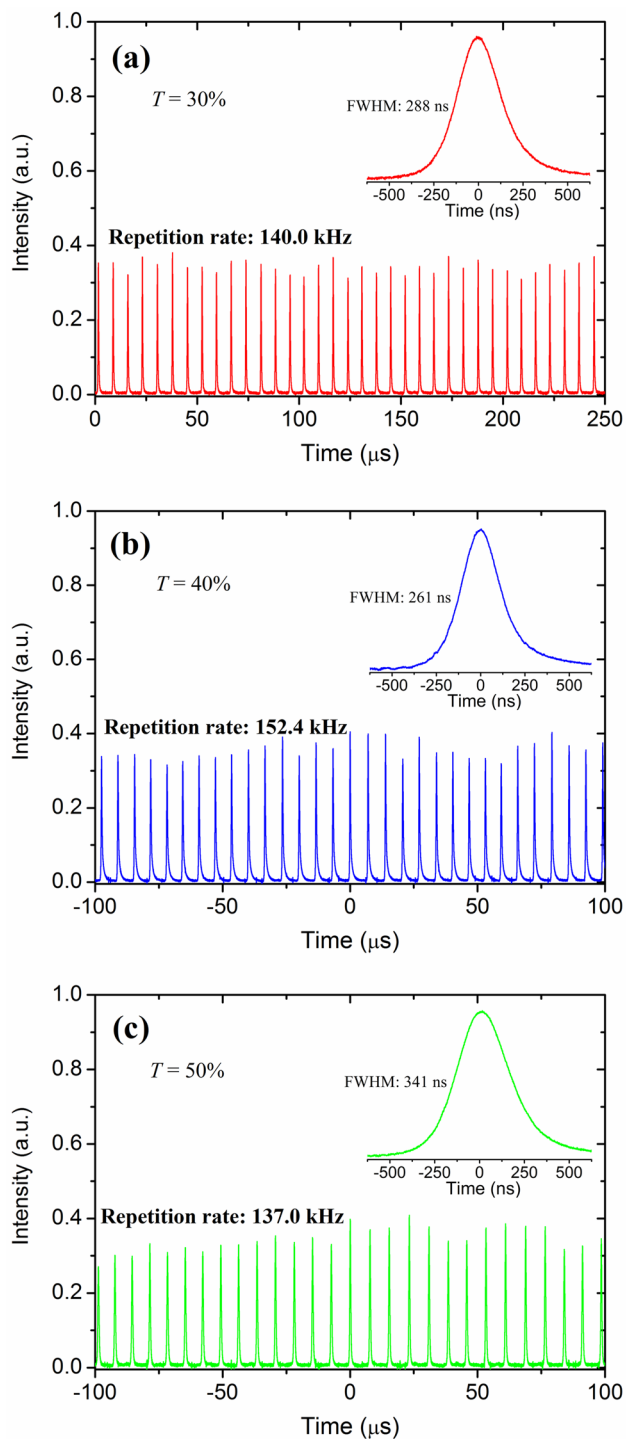 (a)
T = 30%
FWHM: 288 ns
-500 -250 0 250 500
Time (ns)
Repetition rate: 140.0 kHz
1.0
0.8
0.6
0.4
0.2
0.0
Intensity (a.u.)
0 50 100 150 200 250
Time (μs)
(b)
T = 40%
FWHM: 261 ns
-500 -250 0 250 500
Time (ns)
Repetition rate: 152.4 kHz
1.0
0.8
0.6
0.4
0.2
0.0
Intensity (a.u.)
-100 -50 0 50 100
Time (μs)
(c)
T = 50%
FWHM: 341 ns
-500 -250 0 250 500
Time (ns)
Repetition rate: 137.0 kHz
1.0
0.8
0.6
0.4
0.2
0.0
Intensity (a.u.)
-100 -50 0 50 100
Time (μs)